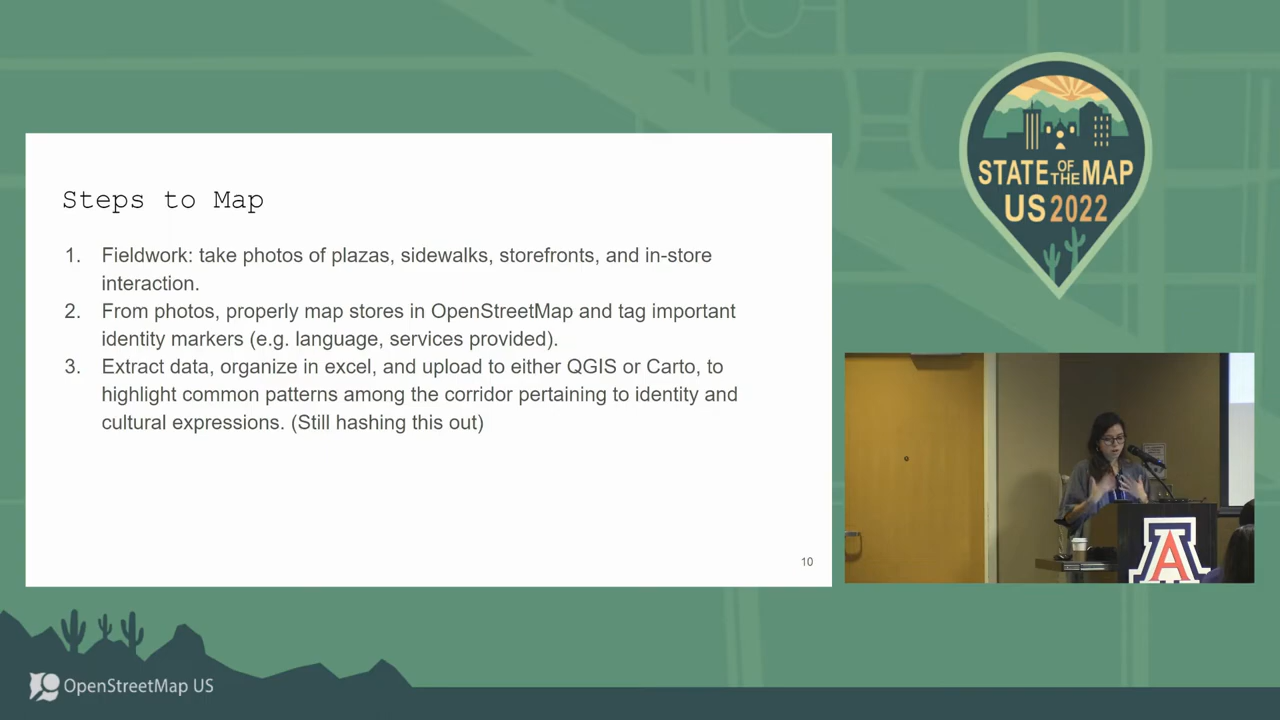 Steps to Map
1. Fieldwork: take photos of plazas, sidewalks, storefronts, and in-store
interaction.
2. From photos, properly map stores in OpenStreetMap and tag important
identity markers (e.g. language, services provided).
3. Extract data, organize in excel, and upload to either QGIS or Carto, to
highlight common patterns among the corridor pertaining to identity and
cultural expressions. (Still hashing this out)
10
STATE OF THE MAP
US 2022
A
OpenStreetMap US